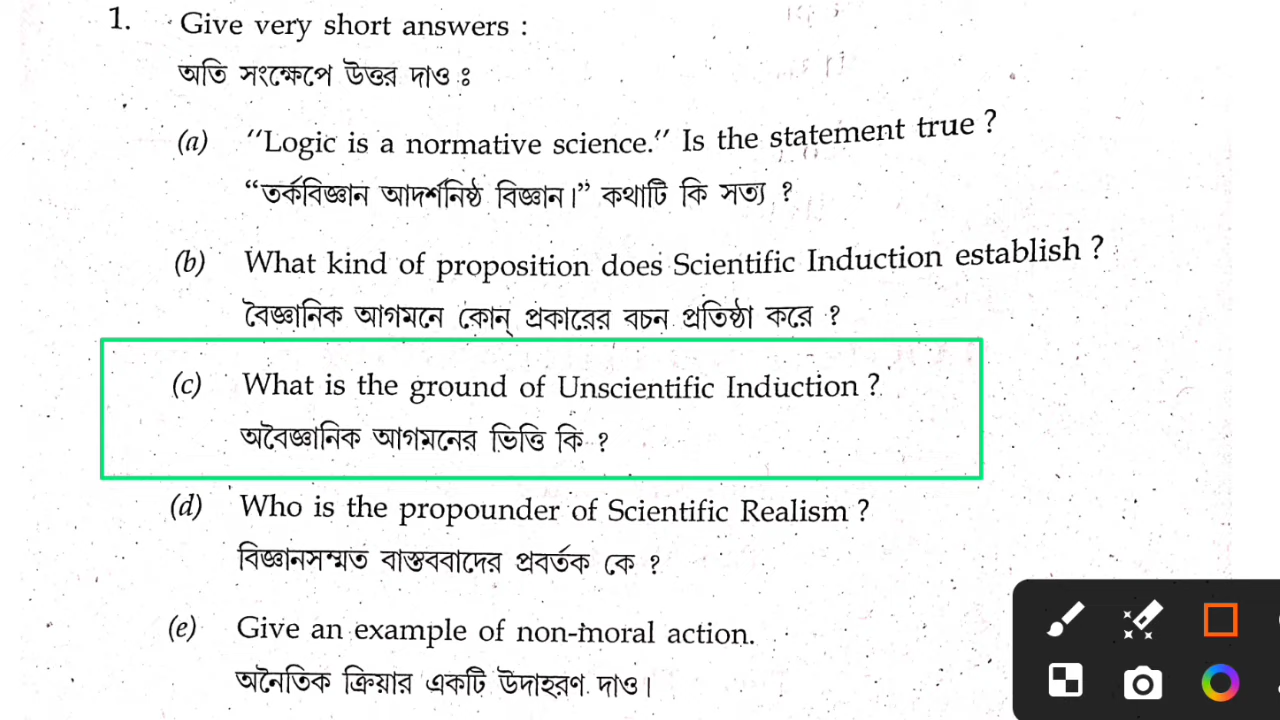 1. Give very short answers :
অতি সংক্ষেপে উত্তর দাও ঃ
(a) "Logic is a normative science." Is the statement true ?
"তর্কবিজ্ঞান আদর্শনিষ্ঠ বিজ্ঞান।" কথাটি কি সত্য ?
(b) What kind of proposition does Scientific Induction establish ?
বৈজ্ঞানিক আগমনে কোন্ প্রকারের বচন প্রতিষ্ঠা করে ?
(c) What is the ground of Unscientific Induction ?
অবৈজ্ঞানিক আগমনের ভিত্তি কি ?
(d) Who is the propounder of Scientific Realism ?
বিজ্ঞানসম্মত বাস্তববাদের প্রবর্তক কে ?
(e) Give an example of non-moral action.
অনৈতিক ক্রিয়ার একটি উদাহরণ দাও।